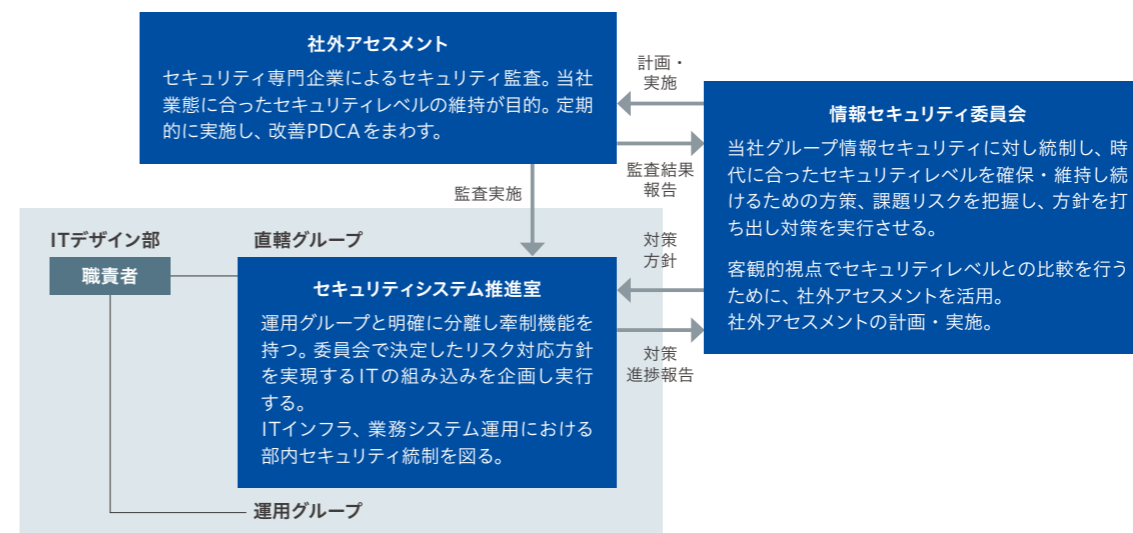 社外アセスメント
セキュリティ専門企業によるセキュリティ監査。当社
業態に合ったセキュリティレベルの維持が目的。定期
的に実施し、改善PDCAをまわす。
計画・
実施
監査結果
報告
情報セキュリティ委員会
当社グループ情報セキュリティに対し統制し、時
代に合ったセキュリティレベルを確保・維持し続
けるための方策、課題リスクを把握し、方針を打
ち出し対策を実行させる。
客観的視点でセキュリティレベルとの比較を行う
ために、社外アセスメントを活用。
社外アセスメントの計画・実施。
監査実施
ITデザイン部
職責者
直轄グループ
対策
方針
セキュリティシステム推進室
運用グループと明確に分離し牽制機能を
持つ。委員会で決定したリスク対応方針
を実現するITの組み込みを企画し実行
する。
ITインフラ、業務システム運用における
部内セキュリティ統制を図る。
対策
進捗報告
運用グループ